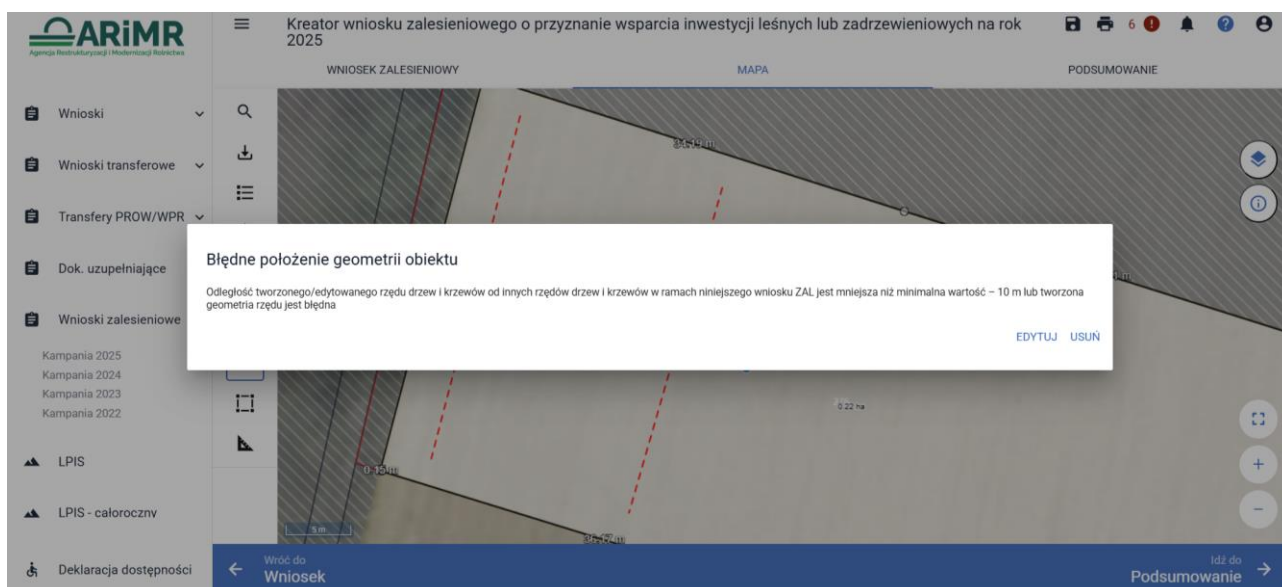 ARiMR
Agencja Restrukturyzacji i Modernizacji Rolnictwa
Kreator wniosku zalesieniowego o przyznanie wsparcia inwestycji leśnych lub zadrzewieniowych na rok
2025
6
WNIOSEK ZALESIENIOWY
MAPA
PODSUMOWANIE
Wnioski
Wnioski transferowe
Transfery PROW/WPR
Dok. uzupełniające
Wnioski zalesieniowe
Kampania 2025
Kampania 2024
Kampania 2023
Kampania 2022
LPIS
LPIS - całoroczny
Deklaracja dostępności
Błędne położenie geometrii obiektu
Odległość tworzonego/edytowanego rzędu drzew i krzewów od innych rzędów drzew i krzewów w ramach niniejszego wniosku ZAL jest mniejsza niż minimalna wartość – 10 m lub tworzona
geometria rzędu jest błędna
EDYTUJ USUŃ
0.22 ha
0.15 m
5 m
Wróć do
Wniosek
Idź do
Podsumowanie